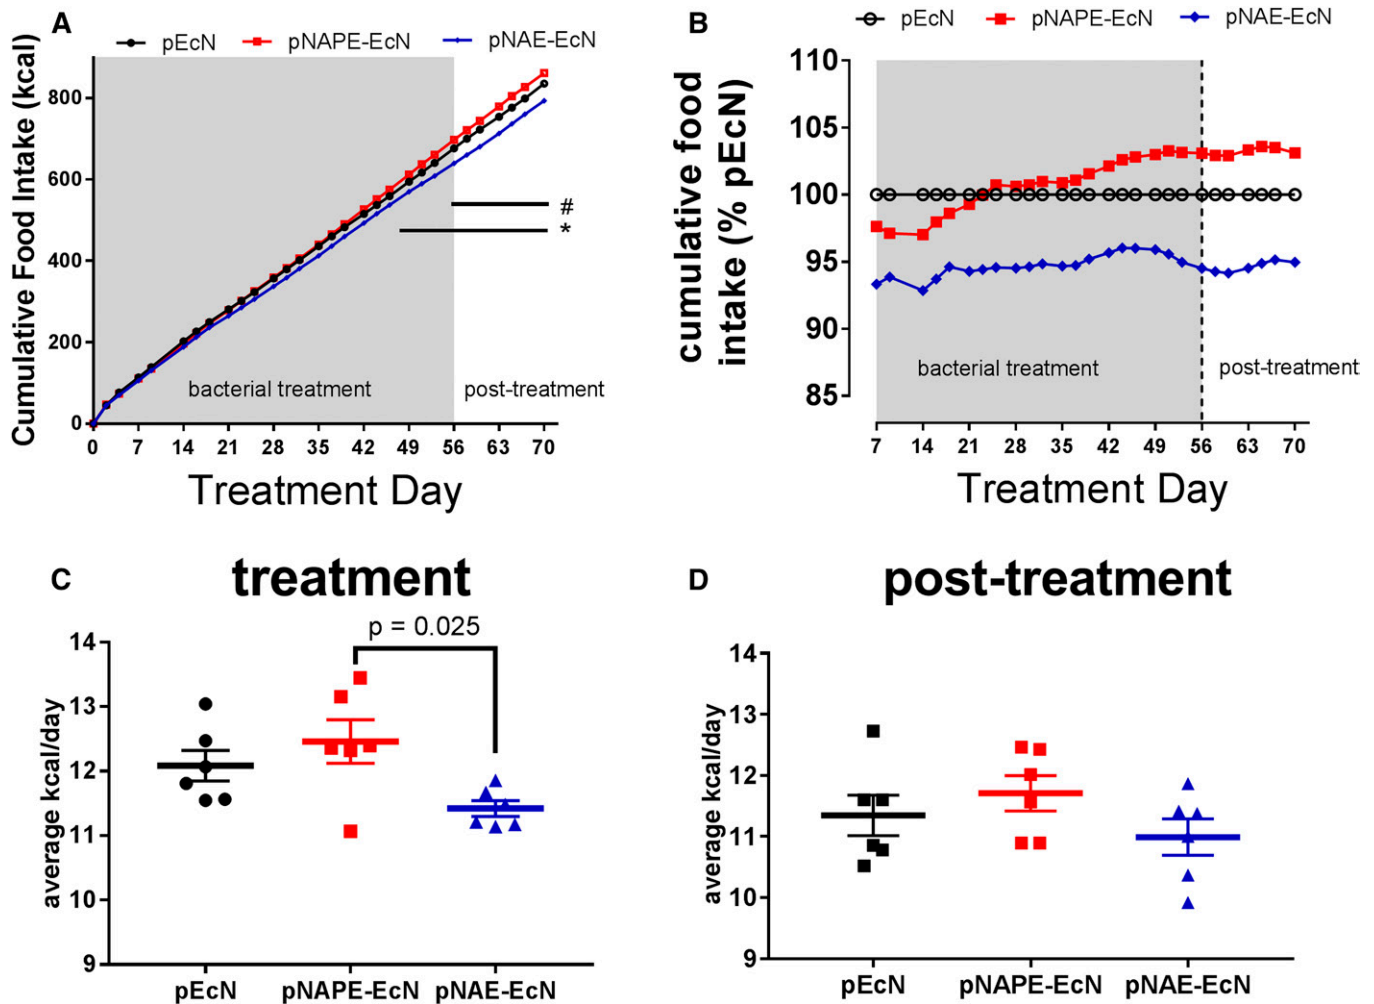 A
pEcN pNAPE-EcN pNAE-EcN
Cumulative Food Intake (kcal)
800
600
400
200
0
#
*
bacterial treatment
post-treatment
0 7 14 21 28 35 42 49 56 63 70
Treatment Day
B
pEcN pNAPE-EcN pNAE-EcN
cumulative food
intake (% pEcN)
110
105
100
95
90
85
bacterial treatment
post-treatment
7 14 21 28 35 42 49 56 63 70
Treatment Day
C
treatment
p = 0.025
average kcal/day
14
13
12
11
10
9
pEcN pNAPE-EcN pNAE-EcN
D
post-treatment
average kcal/day
14
13
12
11
10
9
pEcN pNAPE-EcN pNAE-EcN